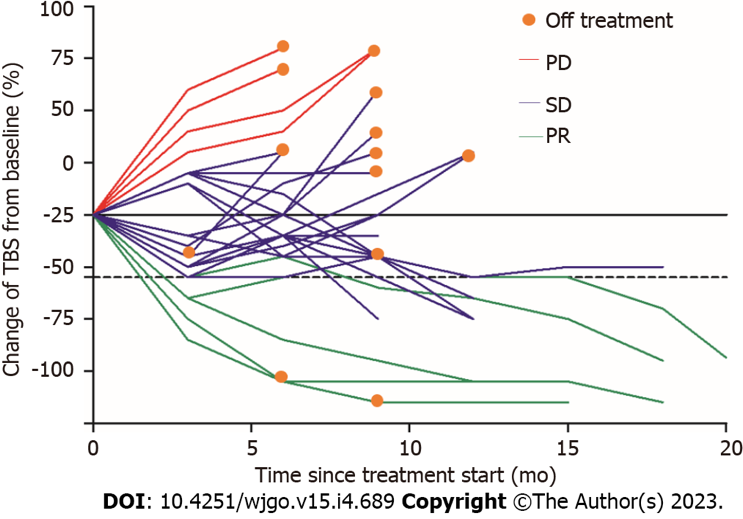 100
75
50
0
-25
-50
-75
-100
Change of TBS from baseline (%)
Off treatment
PD
SD
PR
0
5
10
15
20
Time since treatment start (mo)
DOI: 10.4251/wjgo.v15.i4.689 Copyright ©The Author(s) 2023.